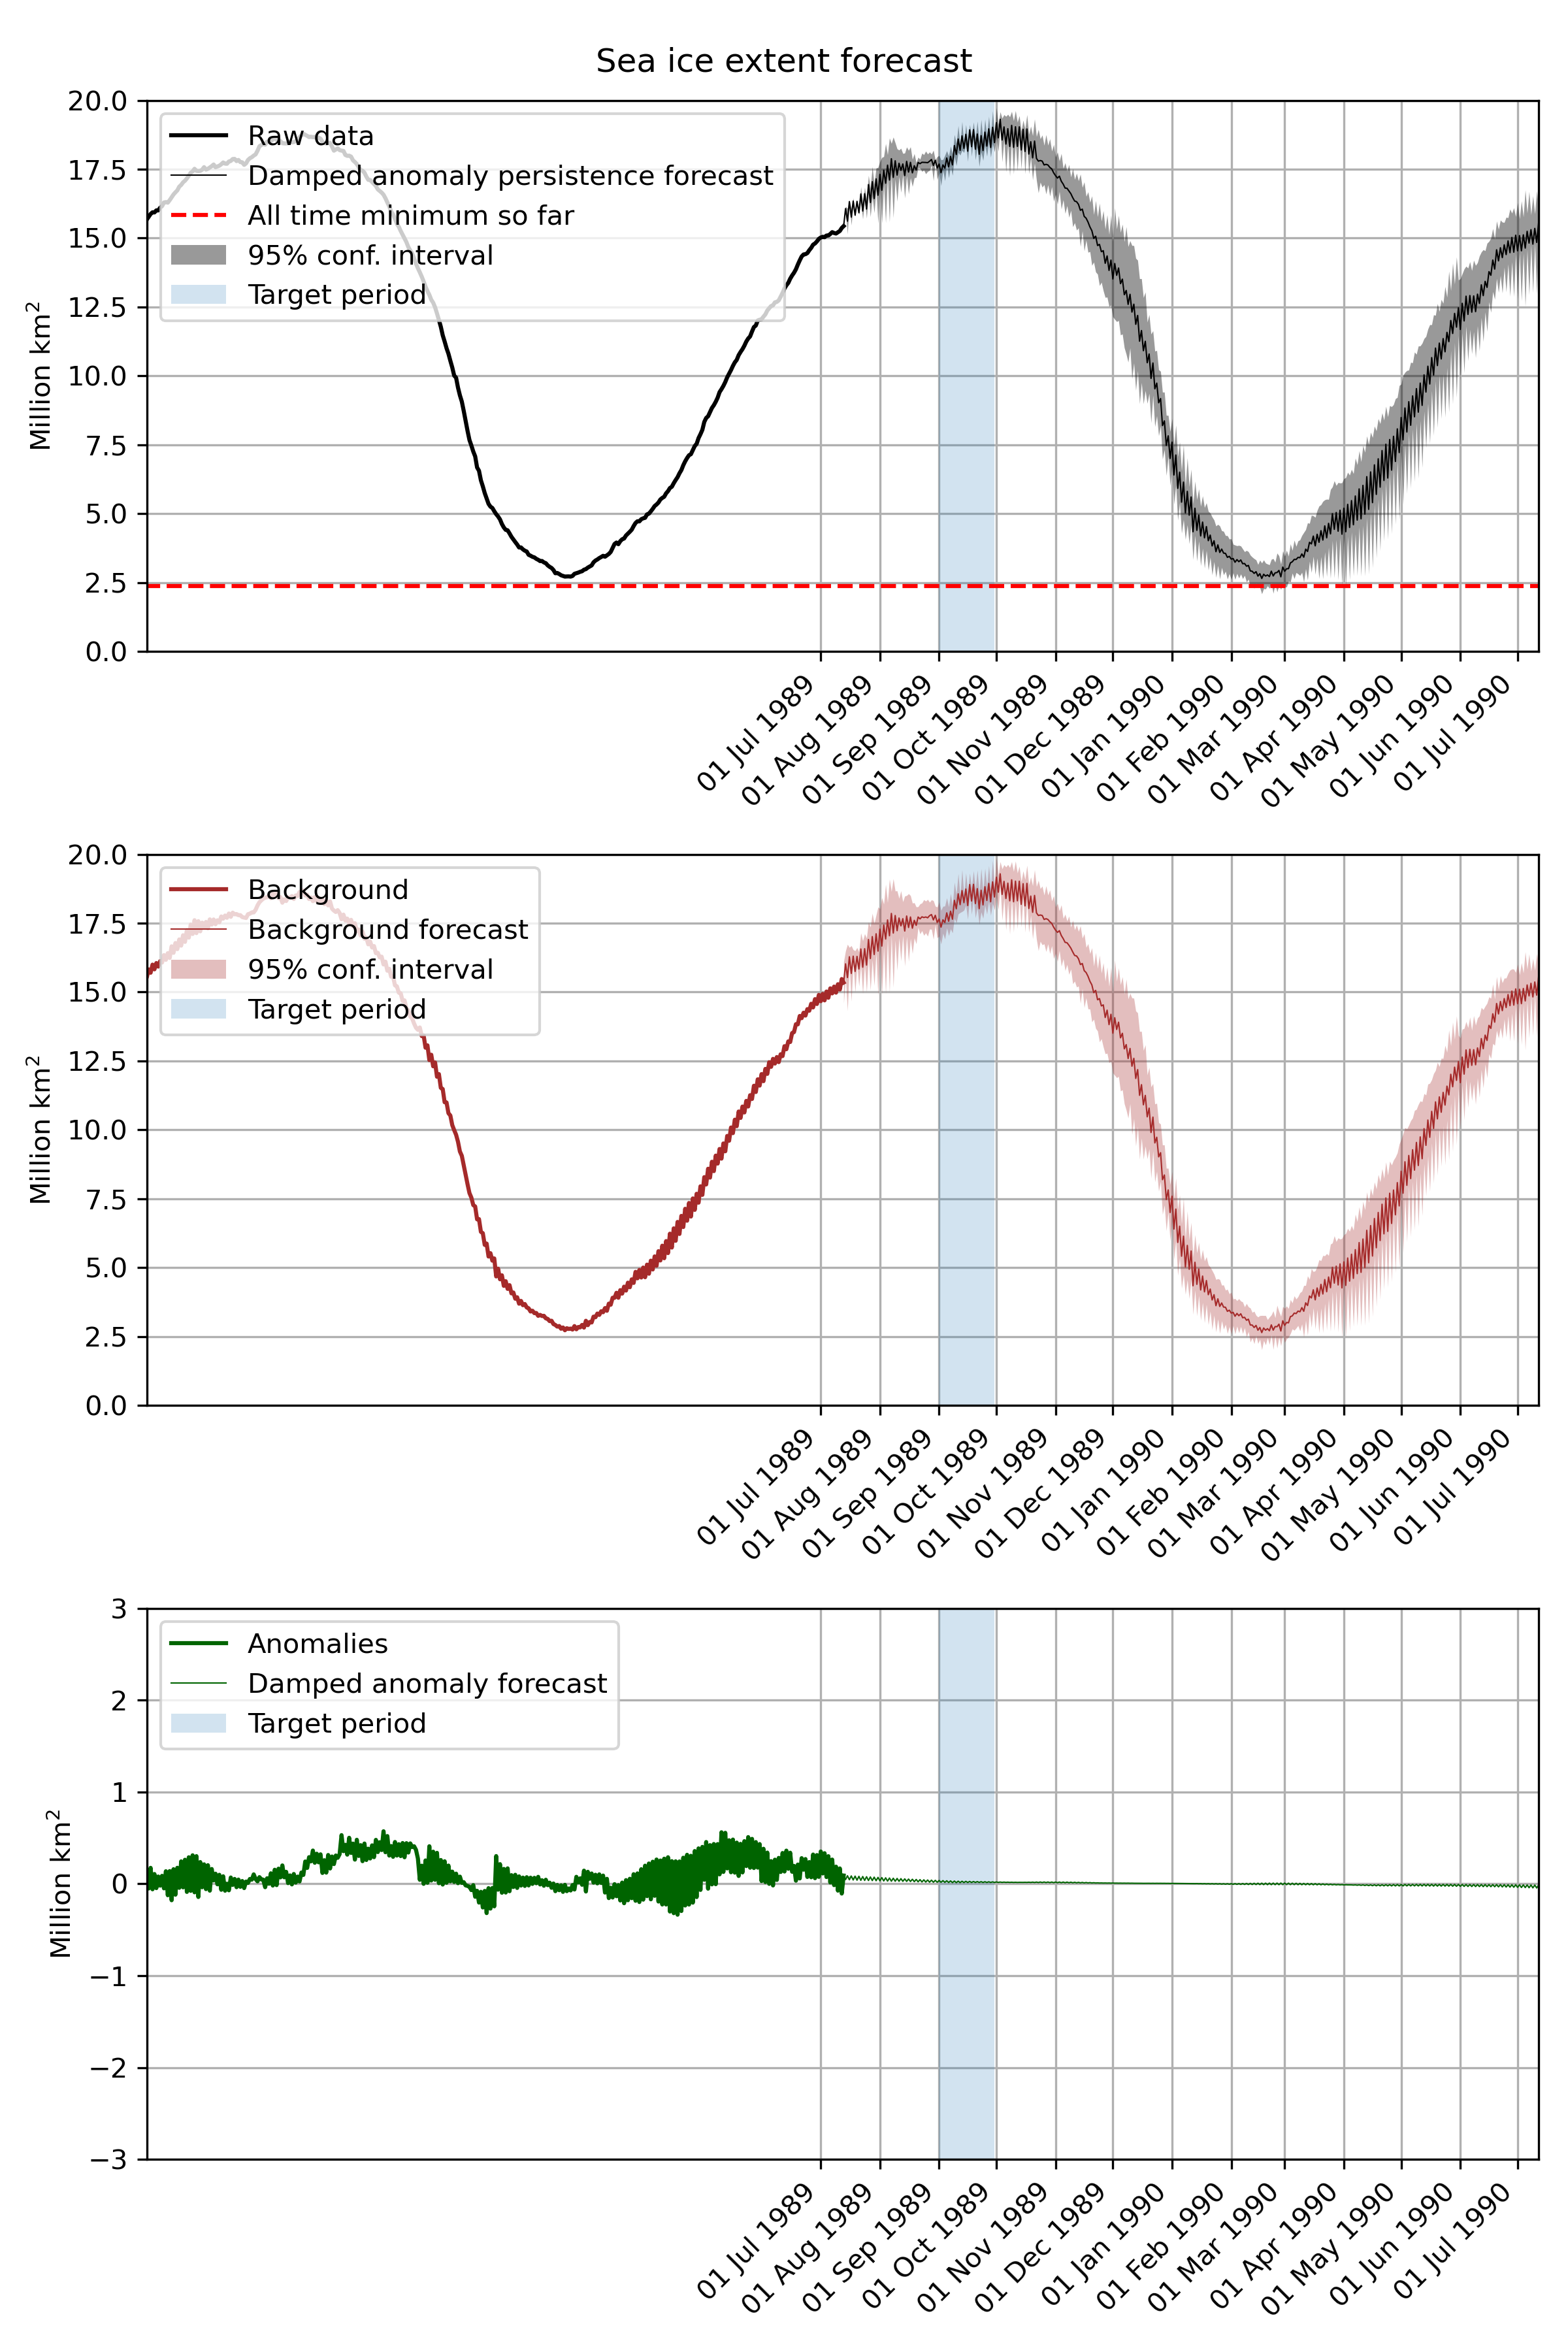 Sea ice extent forecast
20.0
17.5
15.0
12.5
10.0
7.5
5.0
2.5
0.0
Million km²
Raw data
Damped anomaly persistence forecast
All time minimum so far
95% conf. interval
Target period
01 Jul 1989
01 Aug 1989
01 Sep 1989
01 Oct 1989
01 Nov 1989
01 Dec 1989
01 Jan 1990
01 Feb 1990
01 Mar 1990
01 Apr 1990
01 May 1990
01 Jun 1990
01 Jul 1990
20.0
17.5
15.0
12.5
10.0
7.5
5.0
2.5
0.0
Million km²
Background
Background forecast
95% conf. interval
Target period
01 Jul 1989
01 Aug 1989
01 Sep 1989
01 Oct 1989
01 Nov 1989
01 Dec 1989
01 Jan 1990
01 Feb 1990
01 Mar 1990
01 Apr 1990
01 May 1990
01 Jun 1990
01 Jul 1990
3
2
1
0
−1
−2
−3
Million km²
Anomalies
Damped anomaly forecast
Target period
01 Jul 1989
01 Aug 1989
01 Sep 1989
01 Oct 1989
01 Nov 1989
01 Dec 1989
01 Jan 1990
01 Feb 1990
01 Mar 1990
01 Apr 1990
01 May 1990
01 Jun 1990
01 Jul 1990